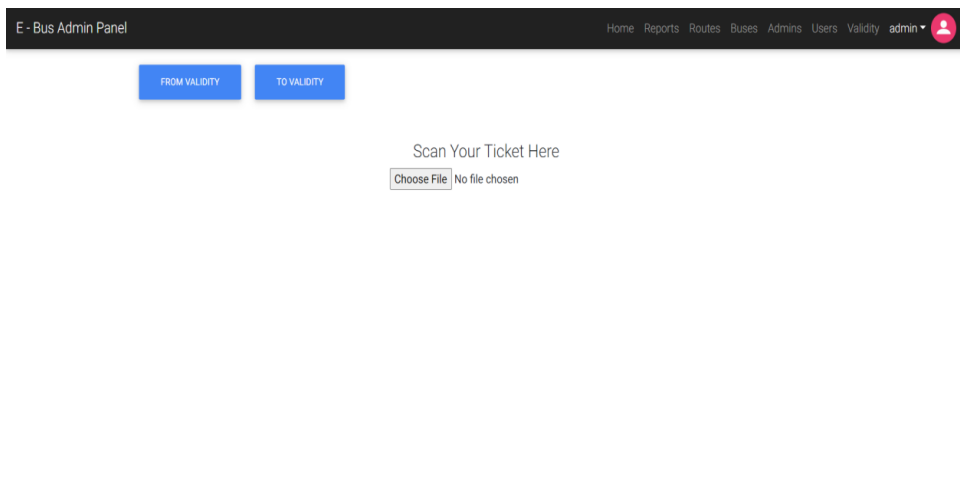 E - Bus Admin Panel Home Reports Routes Buses Admins Users Validity admin
FROM VALIDITY TO VALIDITY
Scan Your Ticket Here
Choose File No file chosen